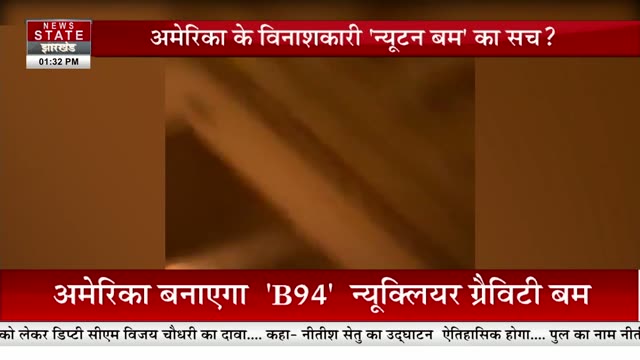 अमेरिका के विनाशकारी 'न्यूटन बम' का सच?
NEWS
STATE
झारखंड
01:32 PM
अमेरिका बनाएगा 'B94' न्यूक्लियर ग्रैविटी बम
को लेकर डिप्टी सीएम विजय चौधरी का दावा.... कहा- नीतीश सेतु का उद्घाटन ऐतिहासिक होगा.... पुल का नाम नीती